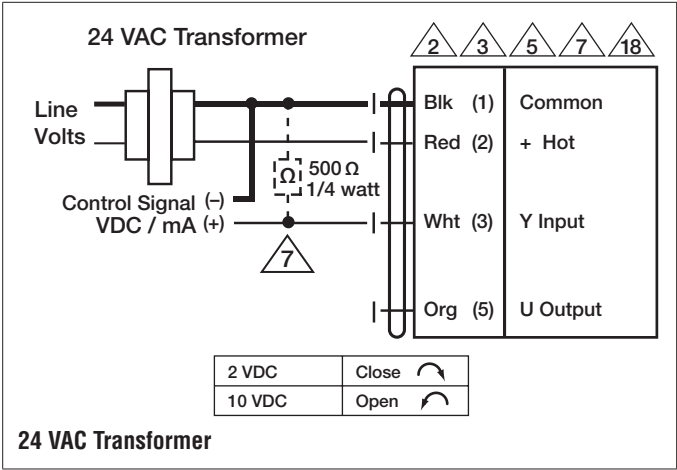 24 VAC Transformer
2 3 5 7 18
Line
Volts
Blk (1) Common
Red (2) + Hot
Ω 500 Ω
1/4 watt
Control Signal (–)
VDC / mA (+)
Wht (3) Y Input
7
Org (5) U Output
2 VDC Close
10 VDC Open
24 VAC Transformer